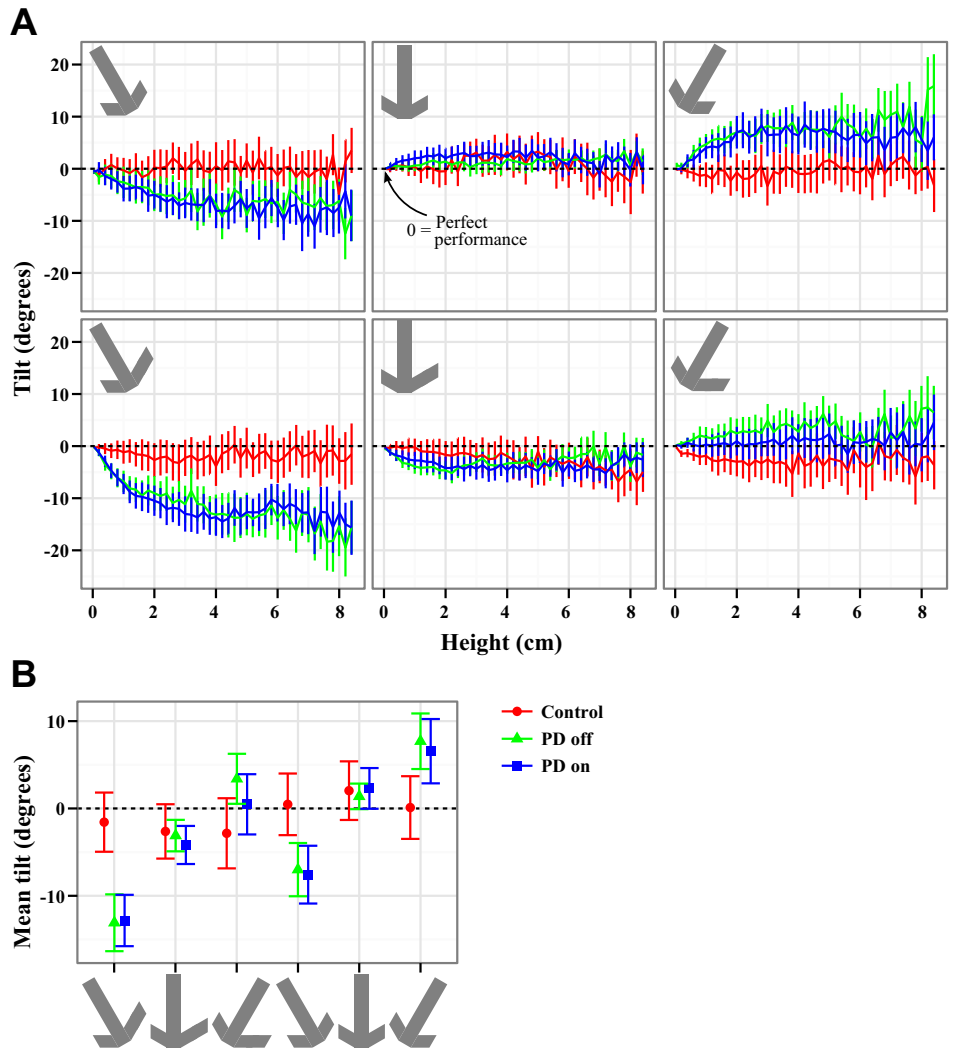 A
20
10
0
-10
-20
0 = Perfect performance
20
10
0
-10
-20
Tilt (degrees)
0 2 4 6 8
0 2 4 6 8
0 2 4 6 8
Height (cm)
B
10
0
-10
Mean tilt (degrees)
Control
PD off
PD on